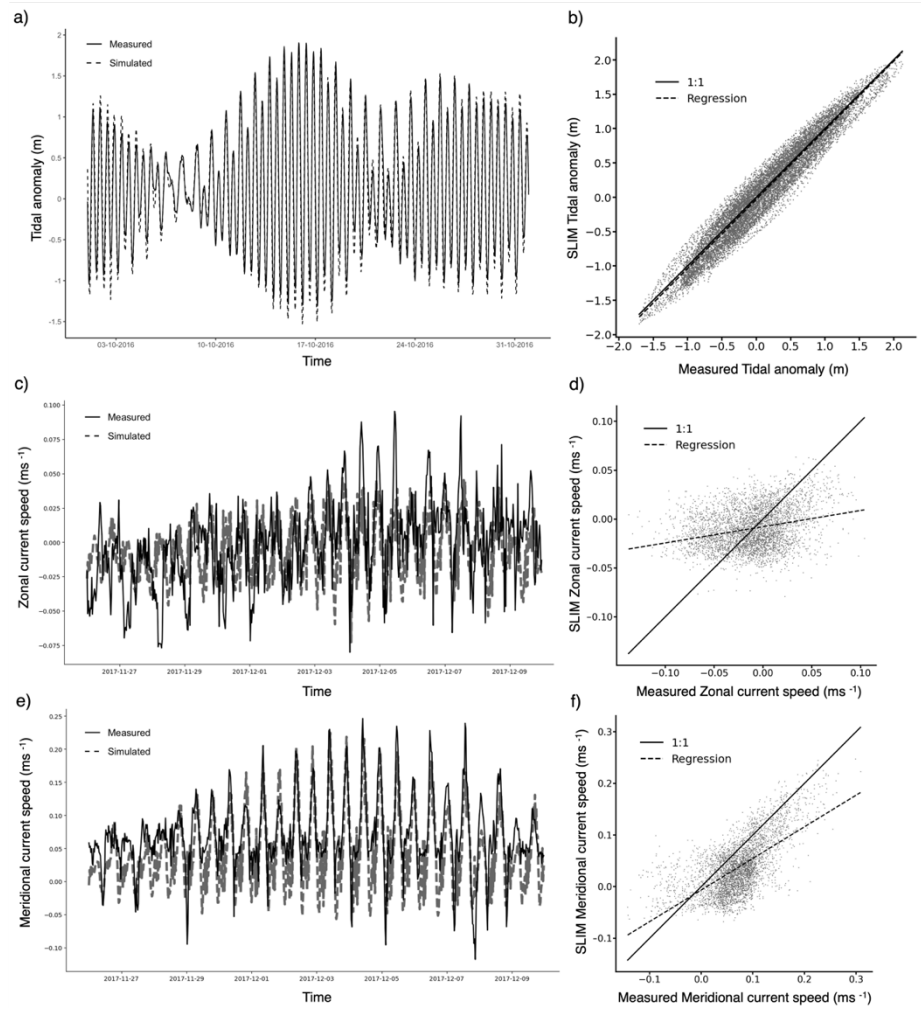 a)
Measured
Simulated
Tidal anomaly (m)
2
1.5
1
0.5
0
-0.5
-1
-1.5
03-10-2016 10-10-2016 17-10-2016 24-10-2016 31-10-2016
Time
b)
1:1
Regression
SLIM Tidal anomaly (m)
2.0
1.5
1.0
0.5
0.0
−0.5
−1.0
−1.5
−2.0
−2.0 −1.5 −1.0 −0.5 0.0 0.5 1.0 1.5 2.0
Measured Tidal anomaly (m)
c)
Measured
Simulated
Zonal current speed (ms -1)
0.100
0.075
0.050
0.025
0.000
−0.025
−0.050
−0.075
2017-11-27 2017-11-29 2017-12-01 2017-12-03 2017-12-05 2017-12-07 2017-12-09
Time
d)
1:1
Regression
SLIM Zonal current speed (ms -1)
0.10
0.05
0.00
−0.05
−0.10
−0.10 −0.05 0.00 0.05 0.10
Measured Zonal current speed (ms -1)
e)
Measured
Simulated
Meridional current speed (ms -1)
0.25
0.20
0.15
0.10
0.05
0.00
−0.05
−0.10
2017-11-27 2017-11-29 2017-12-01 2017-12-03 2017-12-05 2017-12-07 2017-12-09
Time
f)
1:1
Regression
SLIM Meridional current speed (ms -1)
0.3
0.2
0.1
0.0
−0.1
−0.1 0.0 0.1 0.2 0.3
Measured Meridional current speed (ms -1)